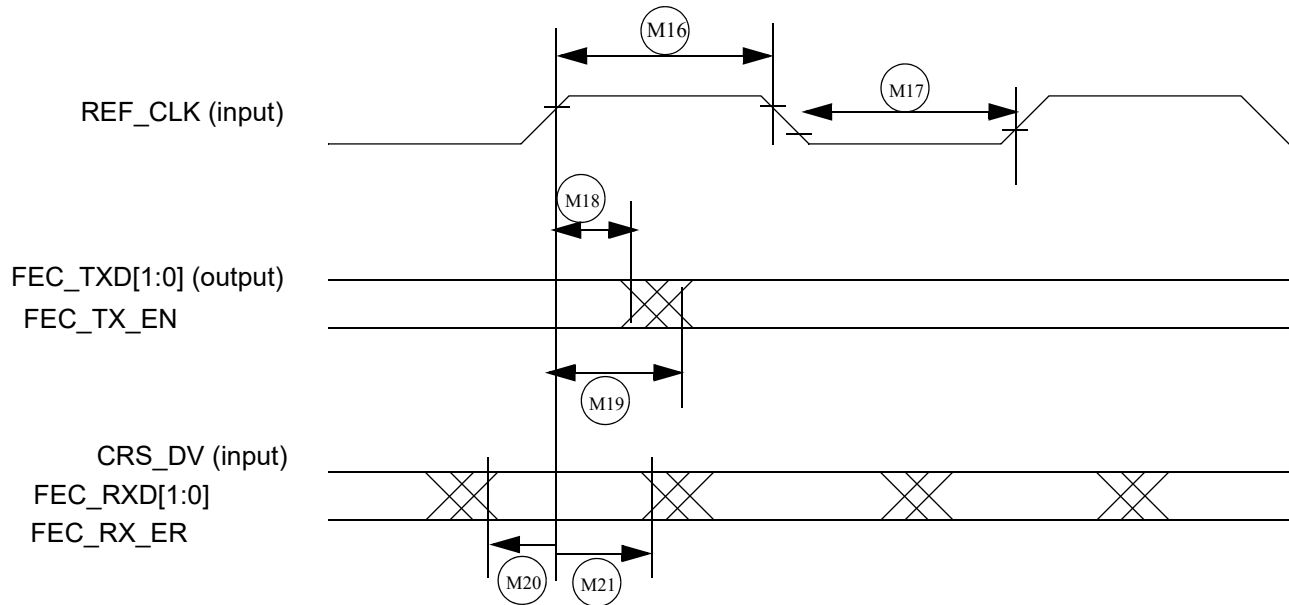 M16
REF_CLK (input)
M17
M18
FEC_TXD[1:0] (output)
FEC_TX_EN
M19
CRS_DV (input)
FEC_RXD[1:0]
FEC_RX_ER
M20
M21